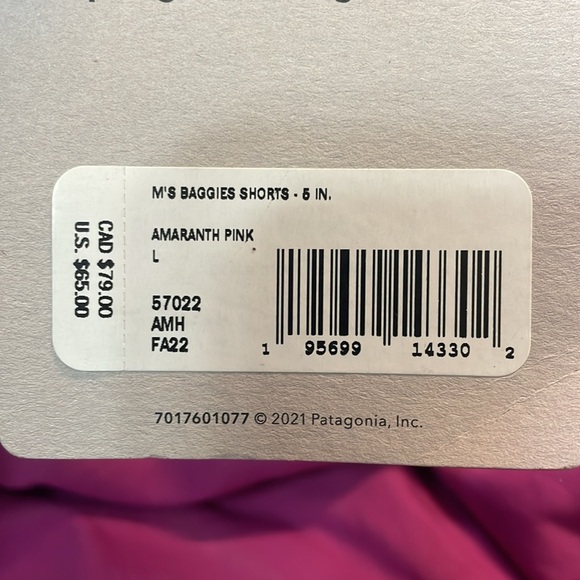 M'S BAGGIES SHORTS - 5 IN.
AMARANTH PINK
L
57022
AMH
FA22
CAD $79.00
U.S. $65.00
1 95699 14330 2
7017601077 © 2021 Patagonia, Inc.